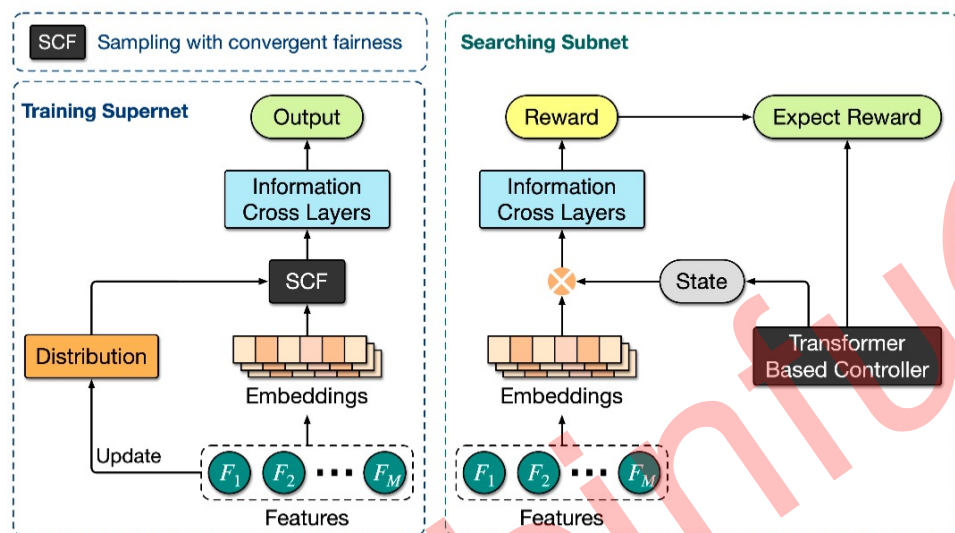 SCF Sampling with convergent fairness
Training Supernet
Output
Information
Cross Layers
SCF
Distribution
Embeddings
Update
F1 F2 ... FM
Features
Searching Subnet
Reward
Expect Reward
Information
Cross Layers
State
Transformer
Based Controller
Embeddings
F1 F2 ... FM
Features